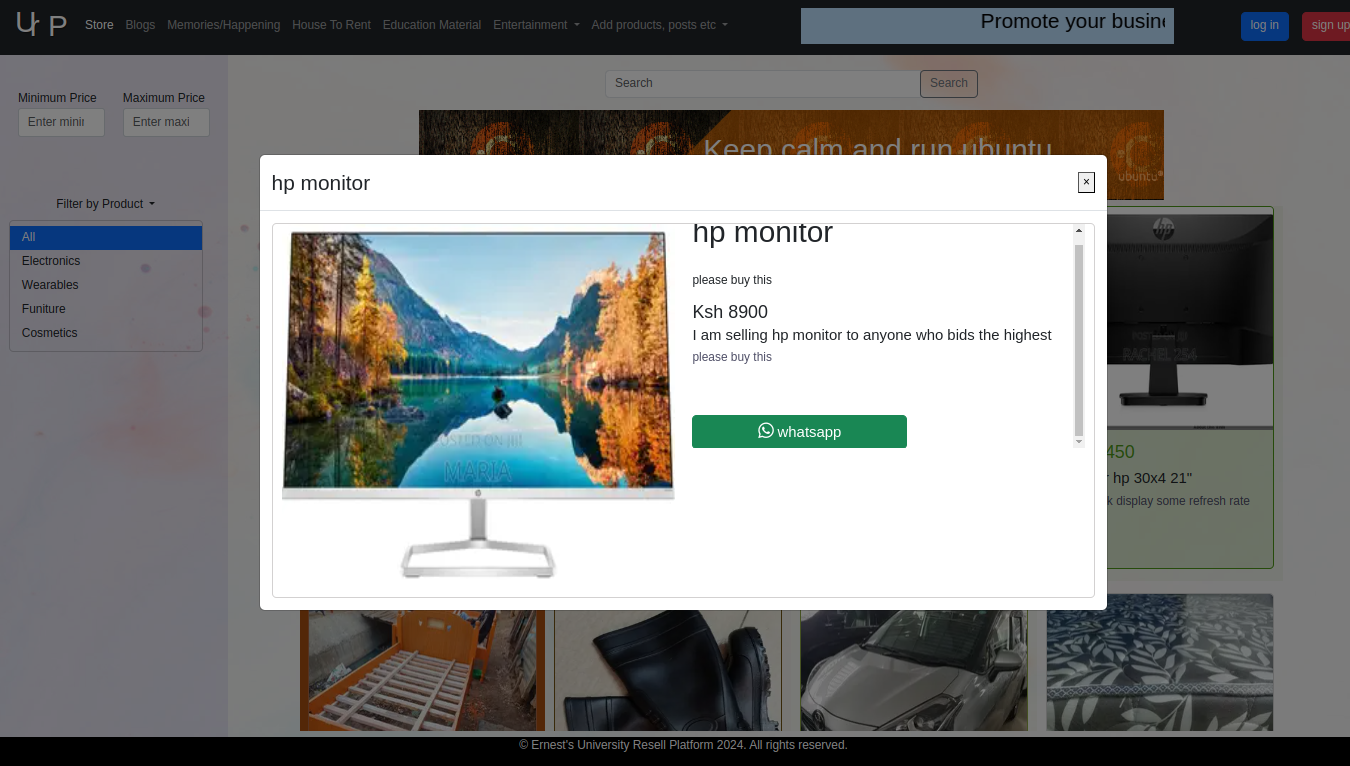 Ur P
Store Blogs Memories/Happening House To Rent Education Material Entertainment Add products, posts etc
Promote your busine
log in
sign up
Minimum Price Maximum Price
Enter minii Enter maxi
Search Search
Keep calm and run ubuntu
ubuntu
Filter by Product
All
Electronics
Wearables
Funiture
Cosmetics
hp monitor
×
hp monitor
please buy this
Ksh 8900
I am selling hp monitor to anyone who bids the highest
please buy this
whatsapp
POSTED ON JIJI
MARIA
hp
RACHEL 254
450
r hp 30x4 21"
k display some refresh rate
© Ernest's University Resell Platform 2024. All rights reserved.